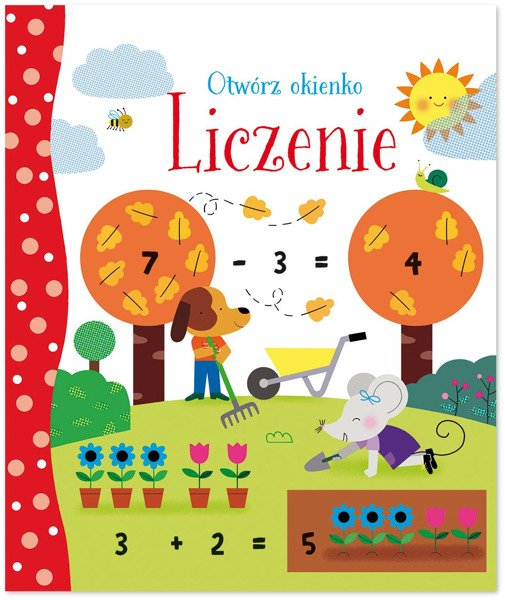 Otwórz okienko
Liczenie
7 - 3 = 4
3 + 2 = 5